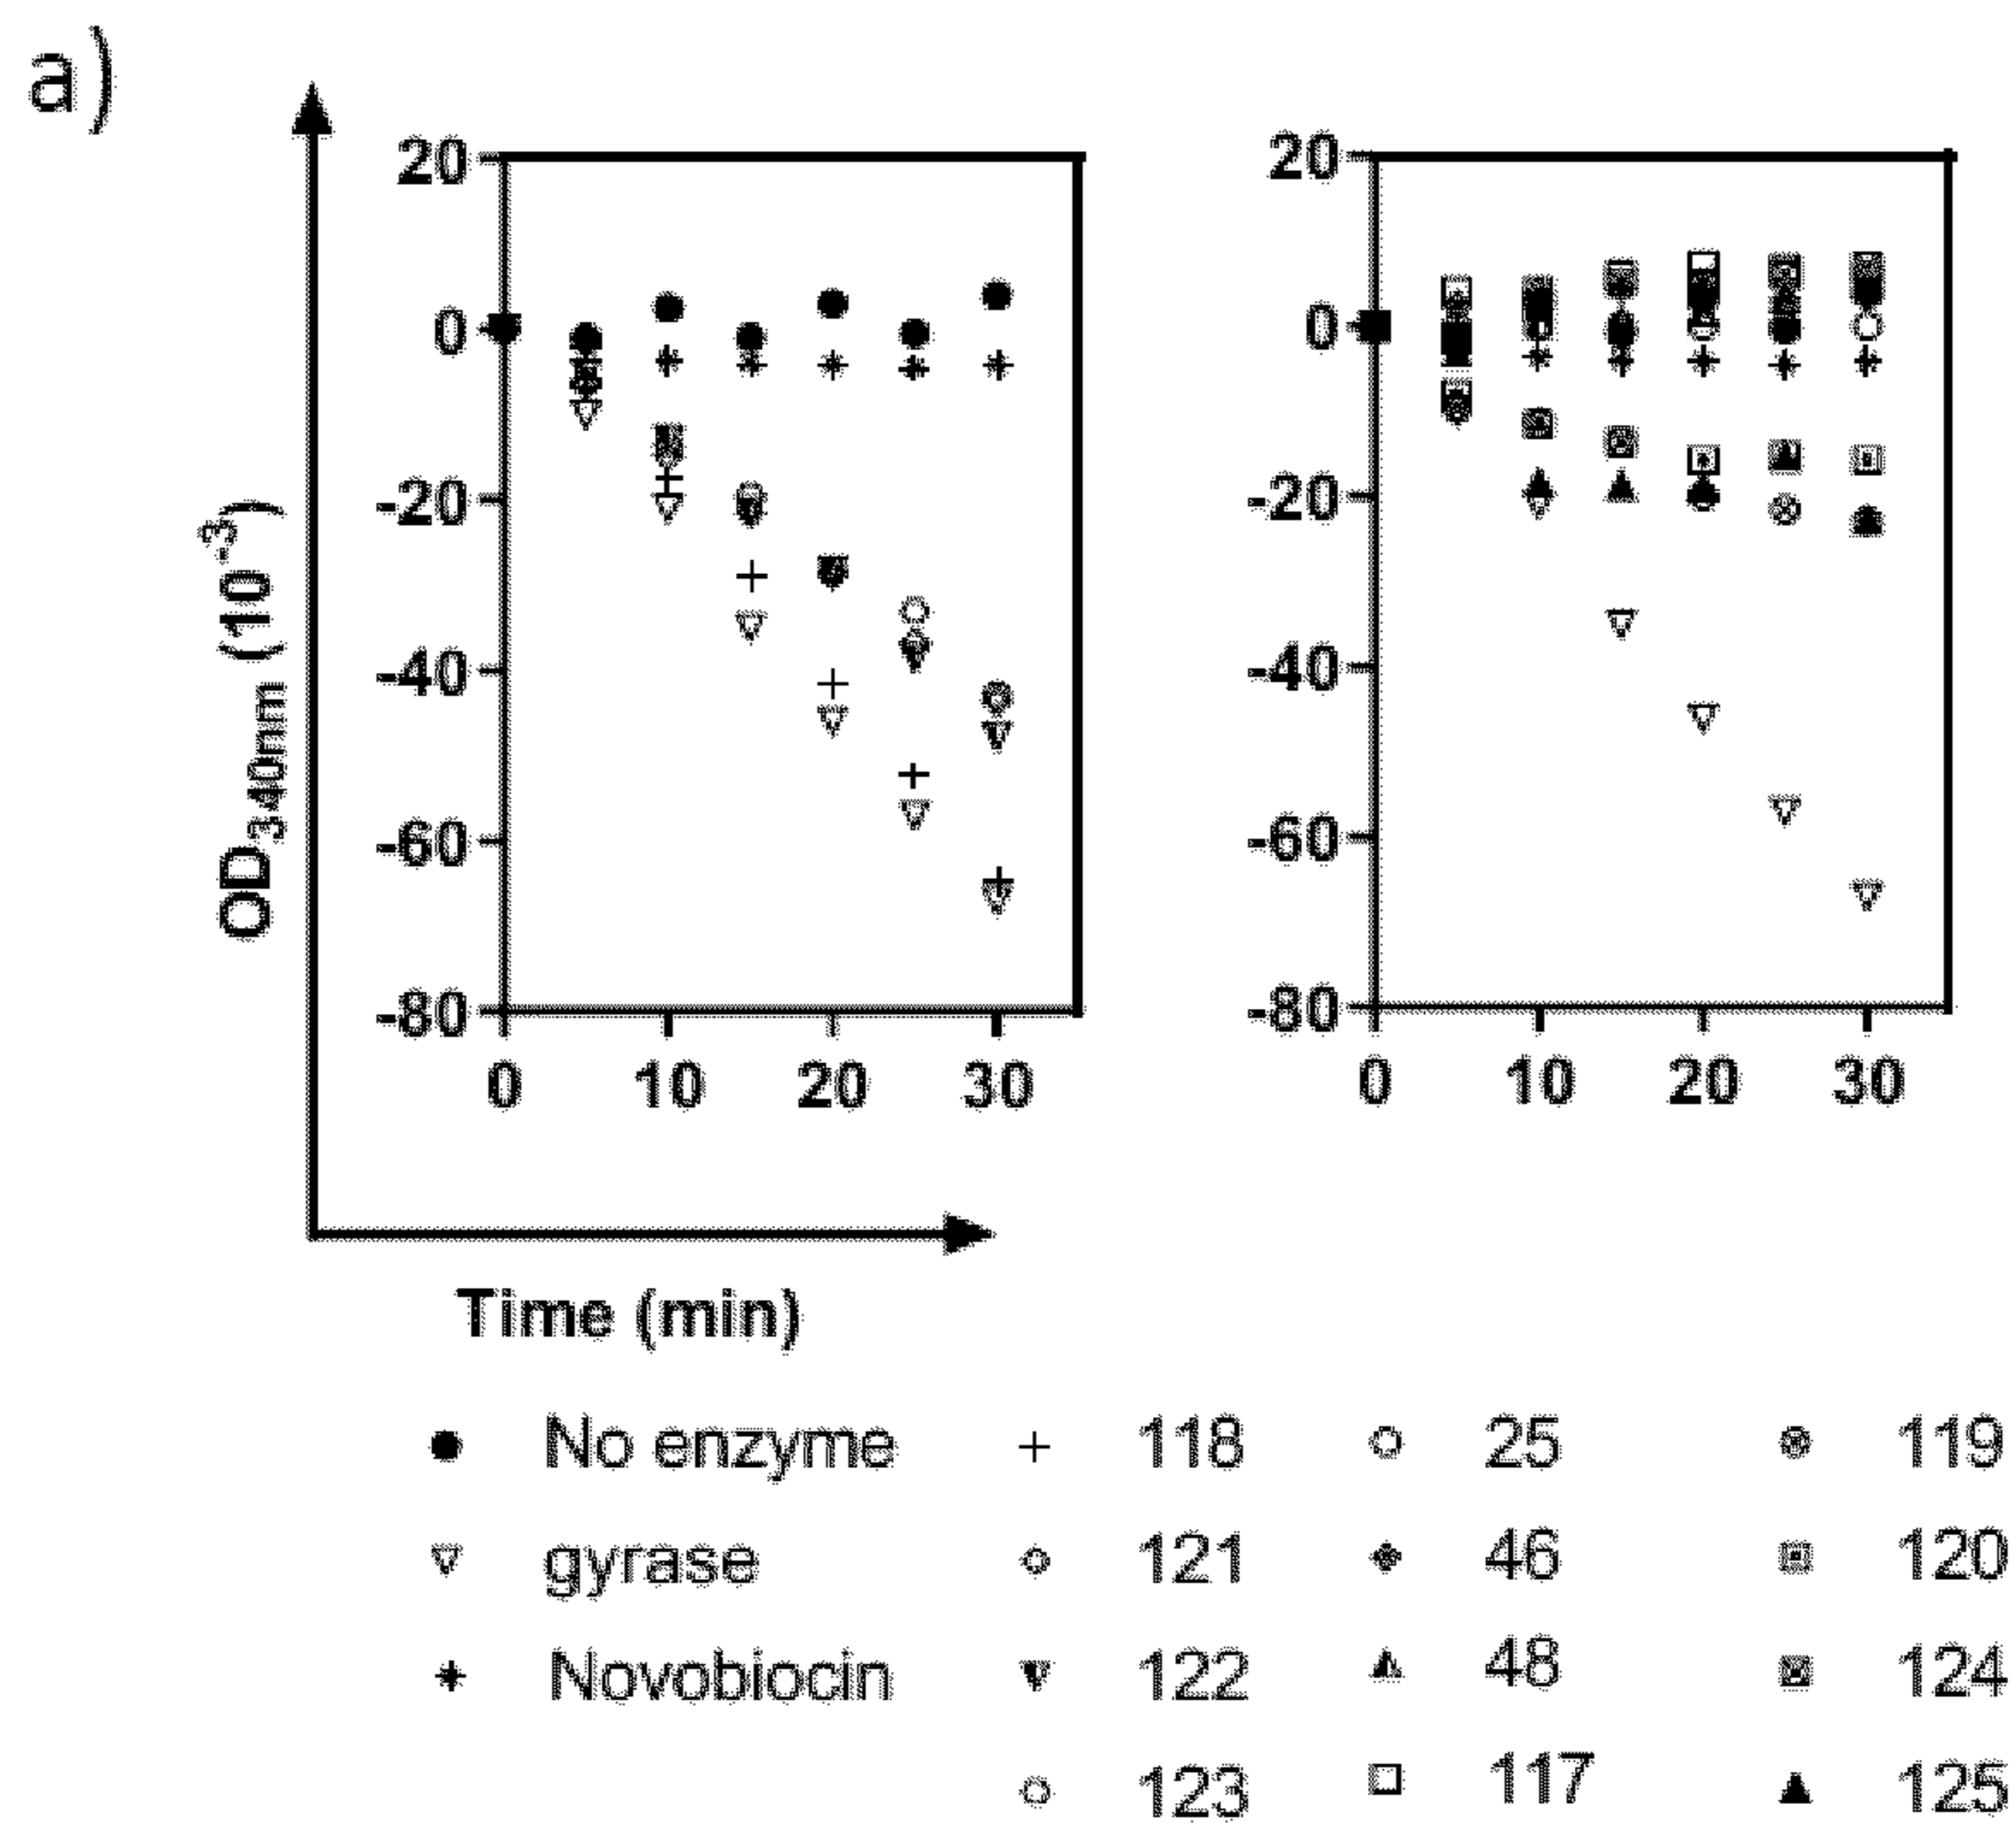 a)
20 20
0 0
-20 -20
-40 -40
-60 -60
-80 -80
0 10 20 30 0 10 20 30
OD340nm (10-3)
Time (min)
No enzyme 118 25 119
gyrase 121 46 120
Novobiocin 122 48 124
123 117 125